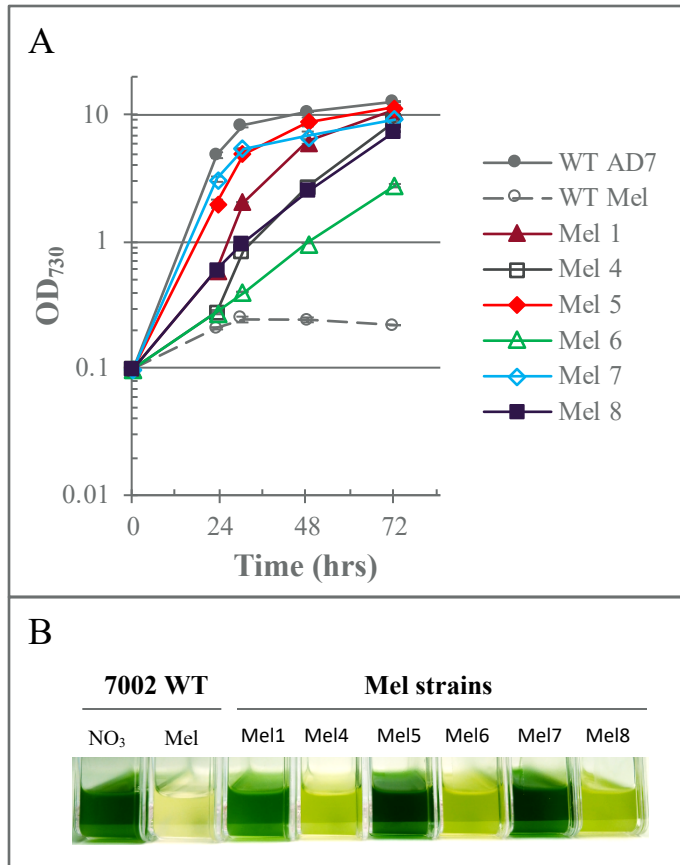 A
10
1
0.1
0.01
OD730
0 24 48 72
Time (hrs)
WT AD7
WT Mel
Mel 1
Mel 4
Mel 5
Mel 6
Mel 7
Mel 8
B
7002 WT Mel strains
NO3 Mel Mel1 Mel4 Mel5 Mel6 Mel7 Mel8